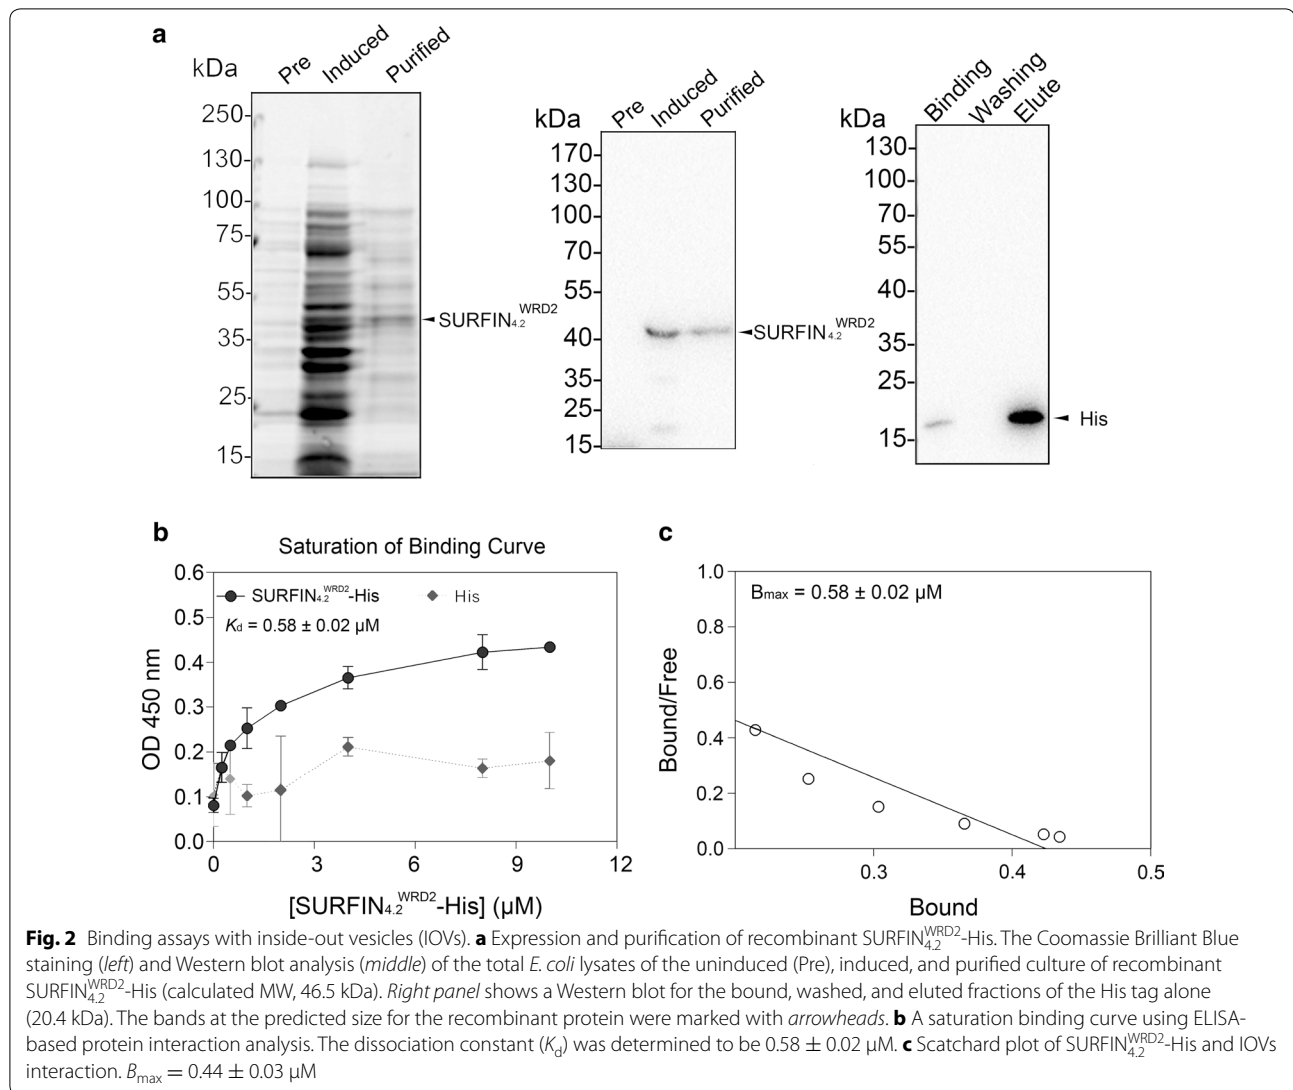 a
kDa Pre Induced Purified
250
130
100
75
55
35
25
15
SURFIN4.2WRD2
kDa Pre Induced Purified
170
130
100
70
55
40
35
25
15
SURFIN4.2WRD2
kDa Binding Washing Elute
130
100
70
55
40
35
25
15
His
b
Saturation of Binding Curve
SURFIN4.2WRD2-His His
Kd = 0.58 ± 0.02 µM
OD 450 nm
0.6
0.5
0.4
0.3
0.2
0.1
0.0
0 3 6 9 12
[SURFIN4.2WRD2-His] (µM)
c
Bmax = 0.58 ± 0.02 µM
Bound/Free
1.0
0.8
0.6
0.4
0.2
0.0
0.3 0.4 0.5
Bound
Fig. 2 Binding assays with inside-out vesicles (IOVs). a Expression and purification of recombinant SURFIN4.2WRD2-His. The Coomassie Brilliant Blue
staining (left) and Western blot analysis (middle) of the total E. coli lysates of the uninduced (Pre), induced, and purified culture of recombinant
SURFIN4.2WRD2-His (calculated MW, 46.5 kDa). Right panel shows a Western blot for the bound, washed, and eluted fractions of the His tag alone
(20.4 kDa). The bands at the predicted size for the recombinant protein were marked with arrowheads. b A saturation binding curve using ELISA-
based protein interaction analysis. The dissociation constant (Kd) was determined to be 0.58 ± 0.02 µM. c Scatchard plot of SURFIN4.2WRD2-His and IOVs
interaction. Bmax = 0.44 ± 0.03 µM